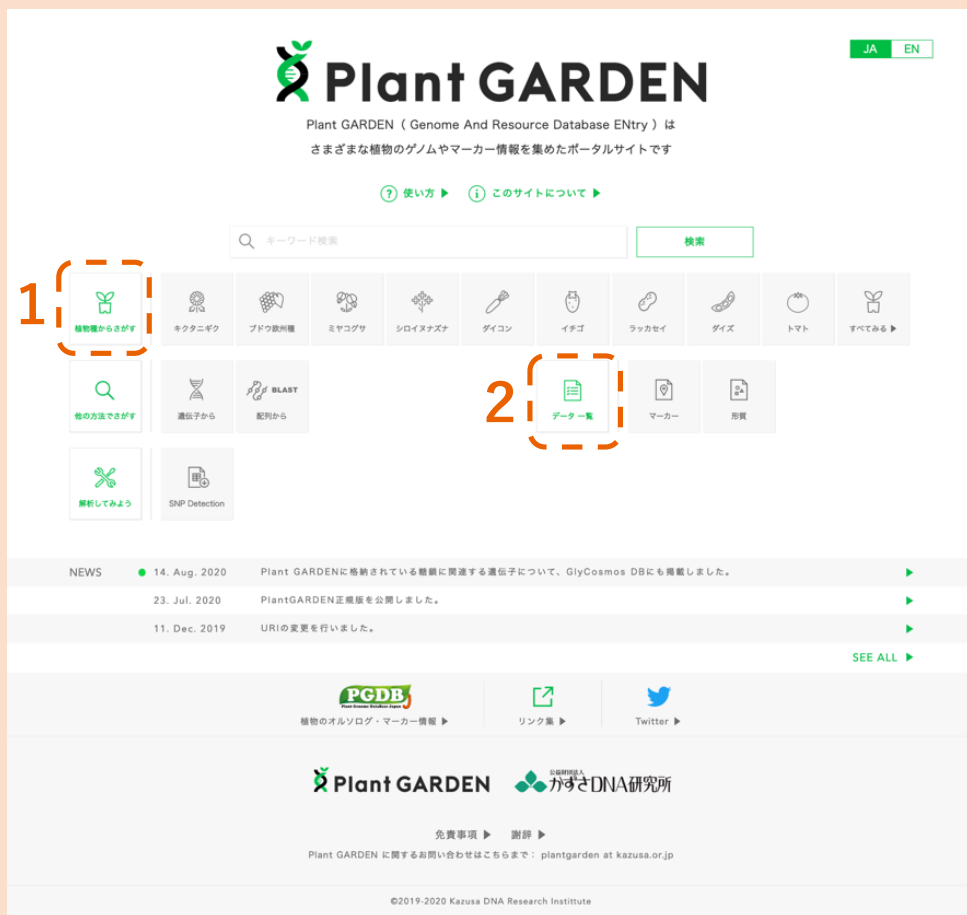 JA EN
Plant GARDEN
Plant GARDEN ( Genome And Resource Database ENtry ) は
さまざまな植物のゲノムやマーカー情報を集めたポータルサイトです
? 使い方 ▶ i このサイトについて ▶
キーワード検索 検索
1
植物種からさがす キクタニギク ブドウ欧州種 ミヤコグサ シロイヌナズナ ダイコン イチゴ ラッカセイ ダイズ トマト すべてみる ▶
BLAST
2
他の方法でさがす 遺伝子から 配列から データ一覧 マーカー 形質
解析してみよう SNP Detection
NEWS 14. Aug. 2020 Plant GARDENに格納されている糖鎖に関連する遺伝子について、GlyCosmos DBにも掲載しました。 ▶
23. Jul. 2020 PlantGARDEN正規版を公開しました。 ▶
11. Dec. 2019 URIの変更を行いました。 ▶
SEE ALL ▶
PGDB
Plant Genome DataBase Japan
植物のオルソログ・マーカー情報 ▶ リンク集 ▶ Twitter ▶
Plant GARDEN 公益財団法人 かずさDNA研究所
免責事項 ▶ 謝辞 ▶
Plant GARDEN に関するお問い合わせはこちらまで： plantgarden at kazusa.or.jp
©2019-2020 Kazusa DNA Research Instittute